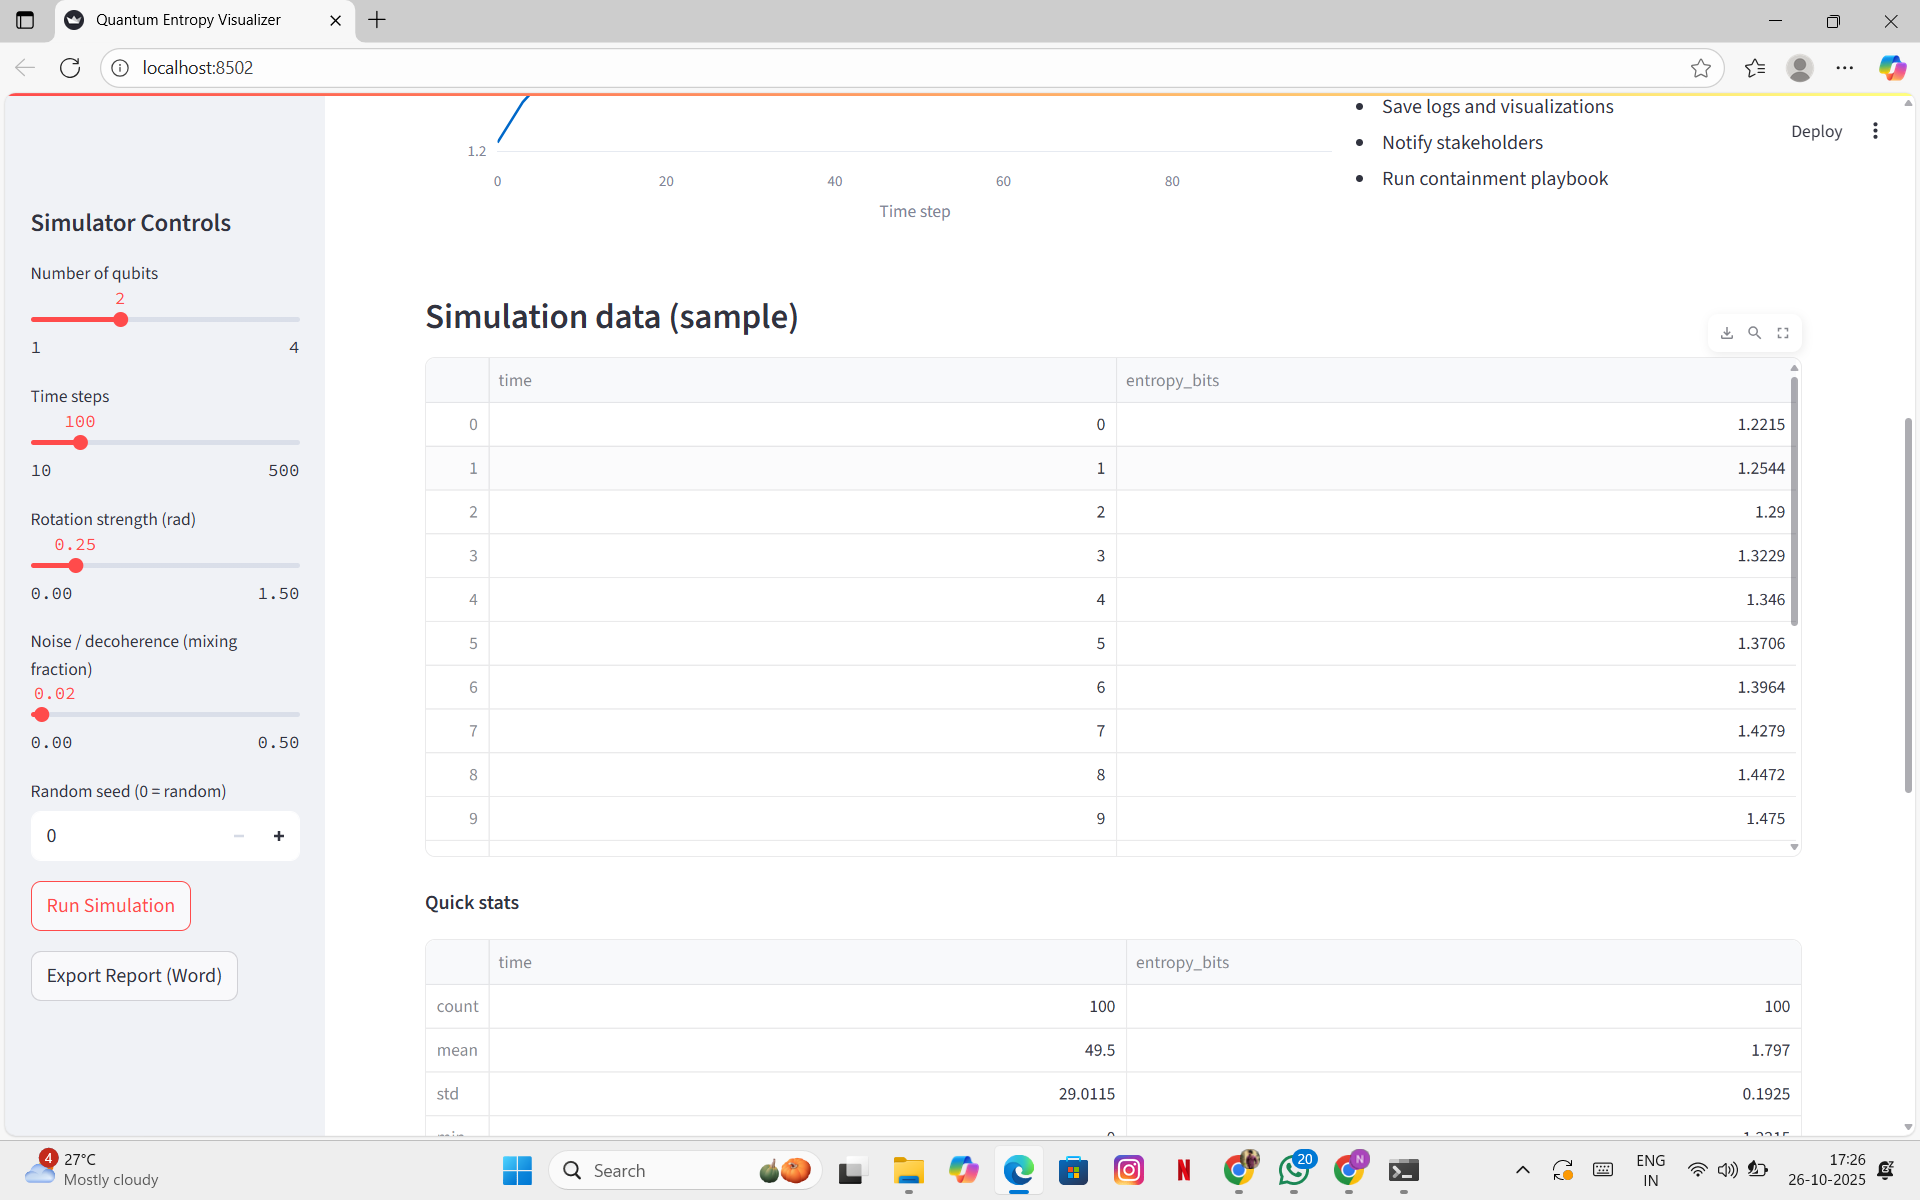 Quantum Entropy Visualizer
localhost:8502
Deploy
Simulator Controls
Number of qubits
2
1 4
Time steps
100
10 500
Rotation strength (rad)
0.25
0.00 1.50
Noise / decoherence (mixing
fraction)
0.02
0.00 0.50
Random seed (0 = random)
0
Run Simulation
Export Report (Word)
1.2
0 20 40 60 80
Time step
• Save logs and visualizations
• Notify stakeholders
• Run containment playbook
Simulation data (sample)
time entropy_bits
0 0 1.2215
1 1 1.2544
2 2 1.29
3 3 1.3229
4 4 1.346
5 5 1.3706
6 6 1.3964
7 7 1.4279
8 8 1.4472
9 9 1.475
Quick stats
time entropy_bits
count 100 100
mean 49.5 1.797
std 29.0115 0.1925
4
27°C
Mostly cloudy
Search
N
20
N
ENG
IN
17:26
26-10-2025